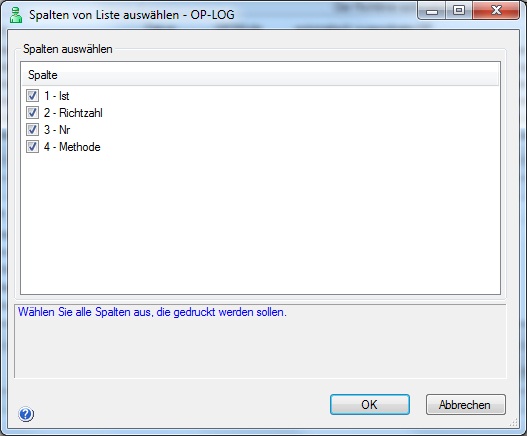 Spalten von Liste auswählen - OP-LOG
Spalten auswählen
Spalte
1 - Ist
2 - Richtzahl
3 - Nr
4 - Methode
Wählen Sie alle Spalten aus, die gedruckt werden sollen.
OK
Abbrechen